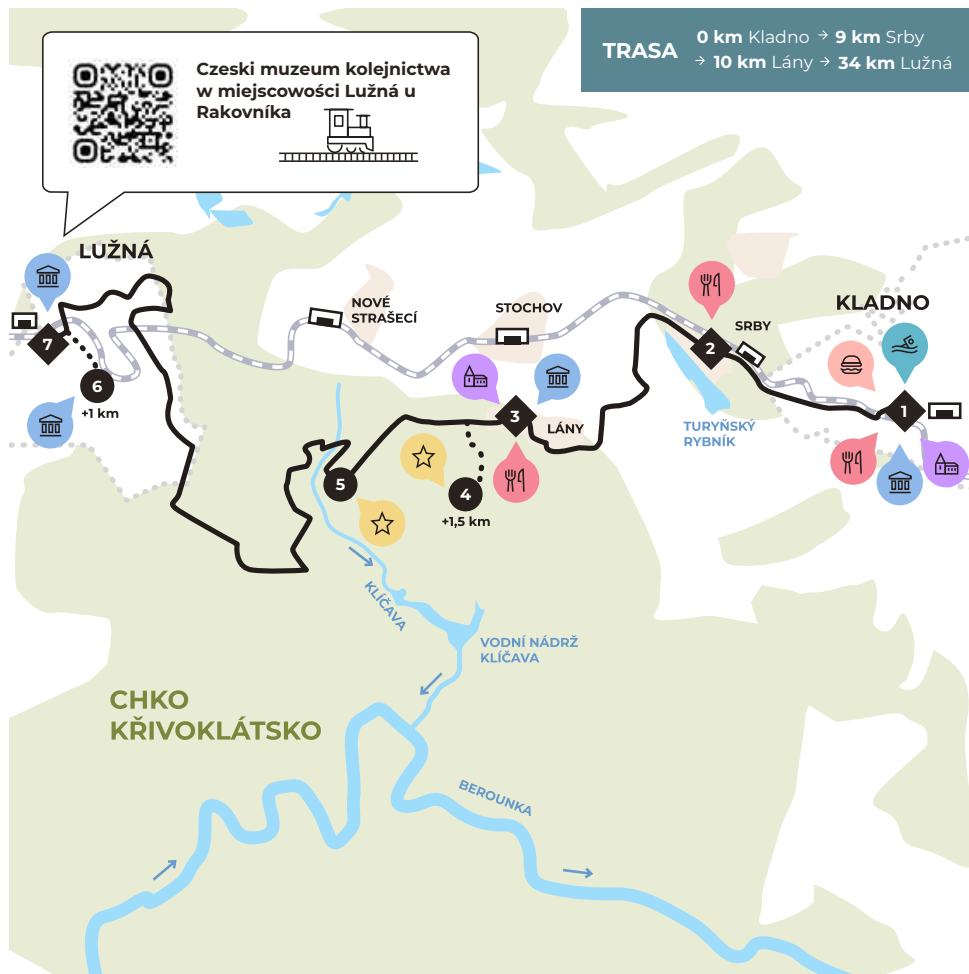 TRASA
0 km Kladno → 9 km Srby
→ 10 km Lány → 34 km Lužná
Czeski muzeum kolejnictwa
w miejscowości Lužná u
Rakovníka
LUŽNÁ
NOVÉ
STRAŠECÍ
STOCHOV
SRBY
KLADNO
7
6
+1 km
2
1
3
LÁNY
TURYŇSKÝ
RYBNÍK
5
4
+1,5 km
KLÍČAVA
VODNÍ NÁDRŽ
KLÍČAVA
CHKO
KŘIVOKLÁTSKO
BEROUNKA